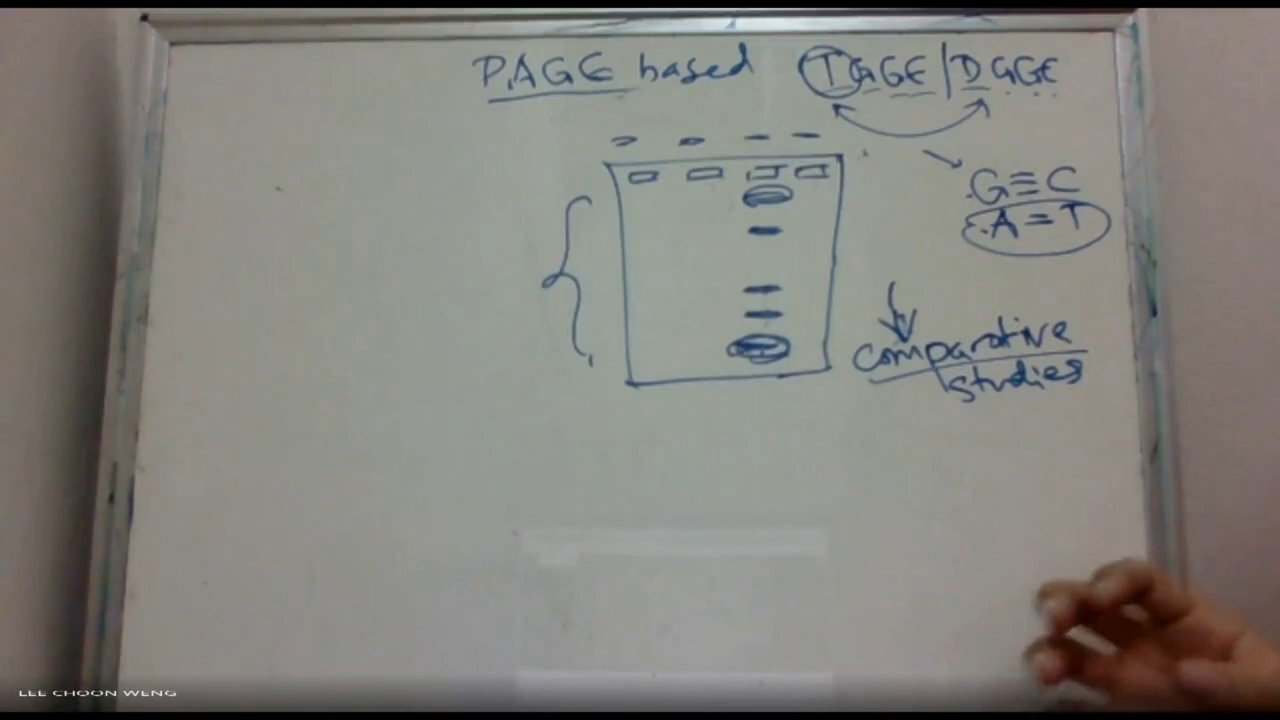 PAGE based TGGE/DGGE
G≡C
A=T
comparative
studies
LEE CHOON WENG